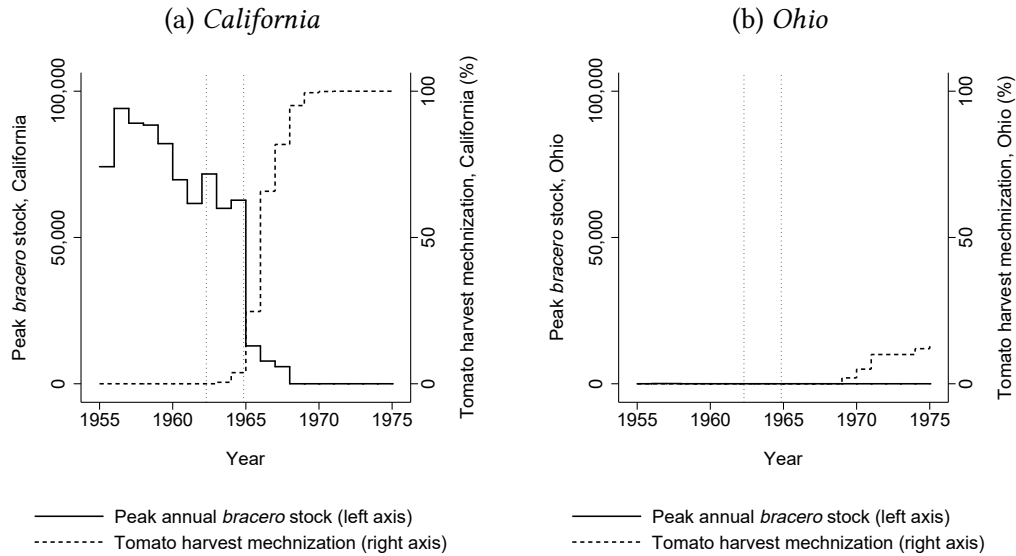 (a) California
Peak bracero stock, California
100,000
50,000
0
Tomato harvest mechnization, California (%)
100
50
0
1955 1960 1965 1970 1975
Year
Peak annual bracero stock (left axis)
Tomato harvest mechnization (right axis)
(b) Ohio
Peak bracero stock, Ohio
100,000
50,000
0
Tomato harvest mechnization, Ohio (%)
100
50
0
1955 1960 1965 1970 1975
Year
Peak annual bracero stock (left axis)
Tomato harvest mechnization (right axis)